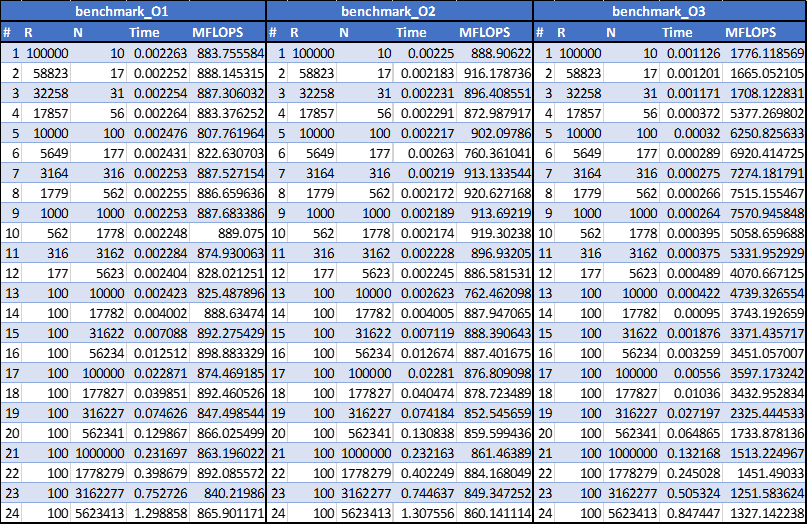 benchmark_O1 benchmark_O2 benchmark_O3
# R N Time MFLOPS # R N Time MFLOPS # R N Time MFLOPS
1 100000 10 0.002263 883.755584 1 100000 10 0.00225 888.90622 1 100000 10 0.001126 1776.118569
2 58823 17 0.002252 888.145315 2 58823 17 0.002183 916.178736 2 58823 17 0.001201 1665.052105
3 32258 31 0.002254 887.306032 3 32258 31 0.002231 896.408551 3 32258 31 0.001171 1708.122831
4 17857 56 0.002264 883.376252 4 17857 56 0.002291 872.987917 4 17857 56 0.000372 5377.269802
5 10000 100 0.002476 807.761964 5 10000 100 0.002217 902.09786 5 10000 100 0.00032 6250.825633
6 5649 177 0.002431 822.630703 6 5649 177 0.00263 760.361041 6 5649 177 0.000289 6920.414725
7 3164 316 0.002253 887.527154 7 3164 316 0.00219 913.133544 7 3164 316 0.000275 7274.181791
8 1779 562 0.002255 886.659636 8 1779 562 0.002172 920.627168 8 1779 562 0.000266 7515.155467
9 1000 1000 0.002253 887.683386 9 1000 1000 0.002189 913.69219 9 1000 1000 0.000264 7570.945848
10 562 1778 0.002248 889.075 10 562 1778 0.002174 919.30238 10 562 1778 0.000395 5058.659688
11 316 3162 0.002284 874.930063 11 316 3162 0.002228 896.93205 11 316 3162 0.000375 5331.952929
12 177 5623 0.002404 828.021251 12 177 5623 0.002245 886.581531 12 177 5623 0.000489 4070.667125
13 100 10000 0.002423 825.487896 13 100 10000 0.002623 762.462098 13 100 10000 0.000422 4739.326554
14 100 17782 0.004002 888.63474 14 100 17782 0.004005 887.947065 14 100 17782 0.00095 3743.192659
15 100 31622 0.007088 892.275429 15 100 31622 0.007119 888.390643 15 100 31622 0.001876 3371.435717
16 100 56234 0.012512 898.883329 16 100 56234 0.012674 887.401675 16 100 56234 0.003259 3451.057007
17 100 100000 0.022871 874.469185 17 100 100000 0.02281 876.809098 17 100 100000 0.00556 3597.173242
18 100 177827 0.039851 892.460526 18 100 177827 0.040474 878.723489 18 100 177827 0.01036 3432.952834
19 100 316227 0.074626 847.498544 19 100 316227 0.074184 852.545659 19 100 316227 0.027197 2325.444533
20 100 562341 0.129867 866.025499 20 100 562341 0.130838 859.599436 20 100 562341 0.064865 1733.878136
21 100 1000000 0.231697 863.196022 21 100 1000000 0.232163 861.46389 21 100 1000000 0.132168 1513.224967
22 100 1778279 0.398679 892.085572 22 100 1778279 0.402249 884.168049 22 100 1778279 0.245028 1451.49033
23 100 3162277 0.752726 840.21986 23 100 3162277 0.744637 849.347252 23 100 3162277 0.505324 1251.583624
24 100 5623413 1.298858 865.901171 24 100 5623413 1.307556 860.141114 24 100 5623413 0.847447 1327.142238